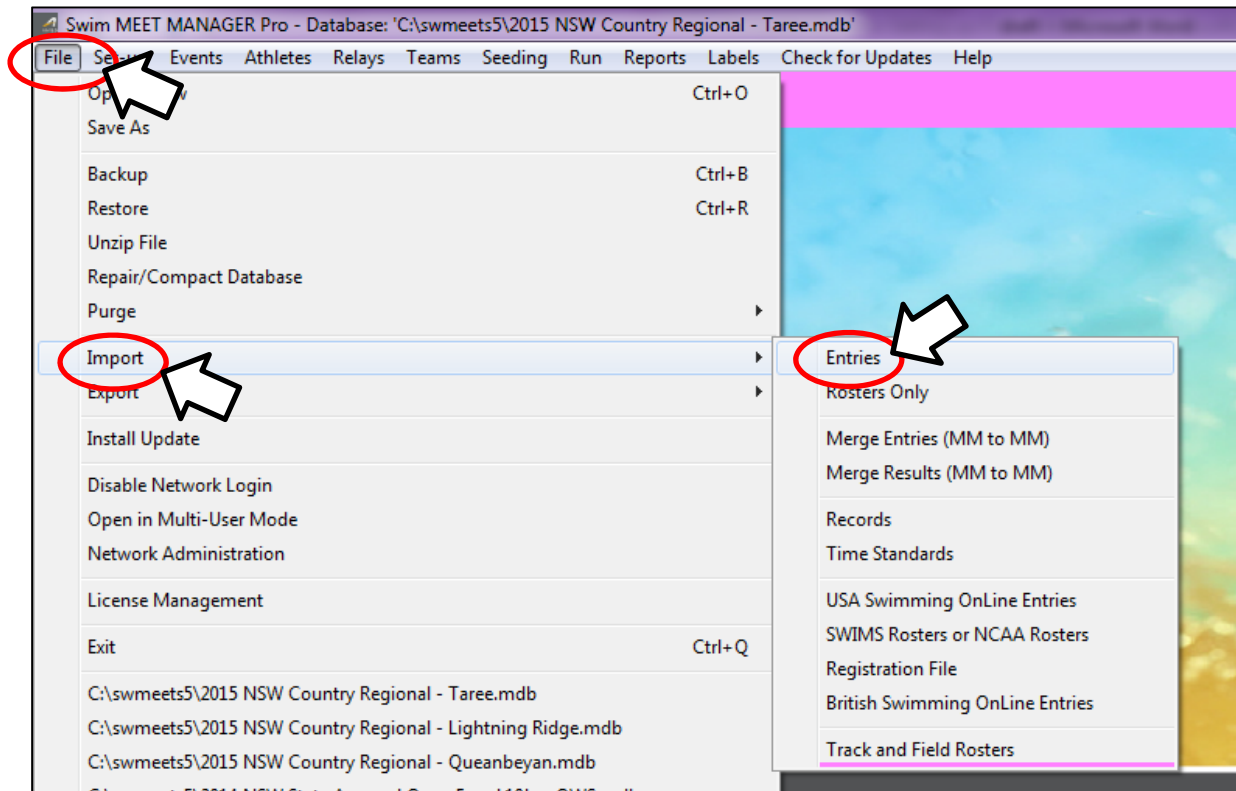 Swim MEET MANAGER Pro - Database: 'C:\swmeets5\2015 NSW Country Regional - Taree.mdb'
File Set-up Events Athletes Relays Teams Seeding Run Reports Labels Check for Updates Help
Ctrl+O
Save As
Backup Ctrl+B
Restore Ctrl+R
Unzip File
Repair/Compact Database
Purge
Import
Export
Install Update
Disable Network Login
Open in Multi-User Mode
Network Administration
License Management
Exit Ctrl+Q
C:\swmeets5\2015 NSW Country Regional - Taree.mdb
C:\swmeets5\2015 NSW Country Regional - Lightning Ridge.mdb
C:\swmeets5\2015 NSW Country Regional - Queanbeyan.mdb
Entries
Rosters Only
Merge Entries (MM to MM)
Merge Results (MM to MM)
Records
Time Standards
USA Swimming OnLine Entries
SWIMS Rosters or NCAA Rosters
Registration File
British Swimming OnLine Entries
Track and Field Rosters